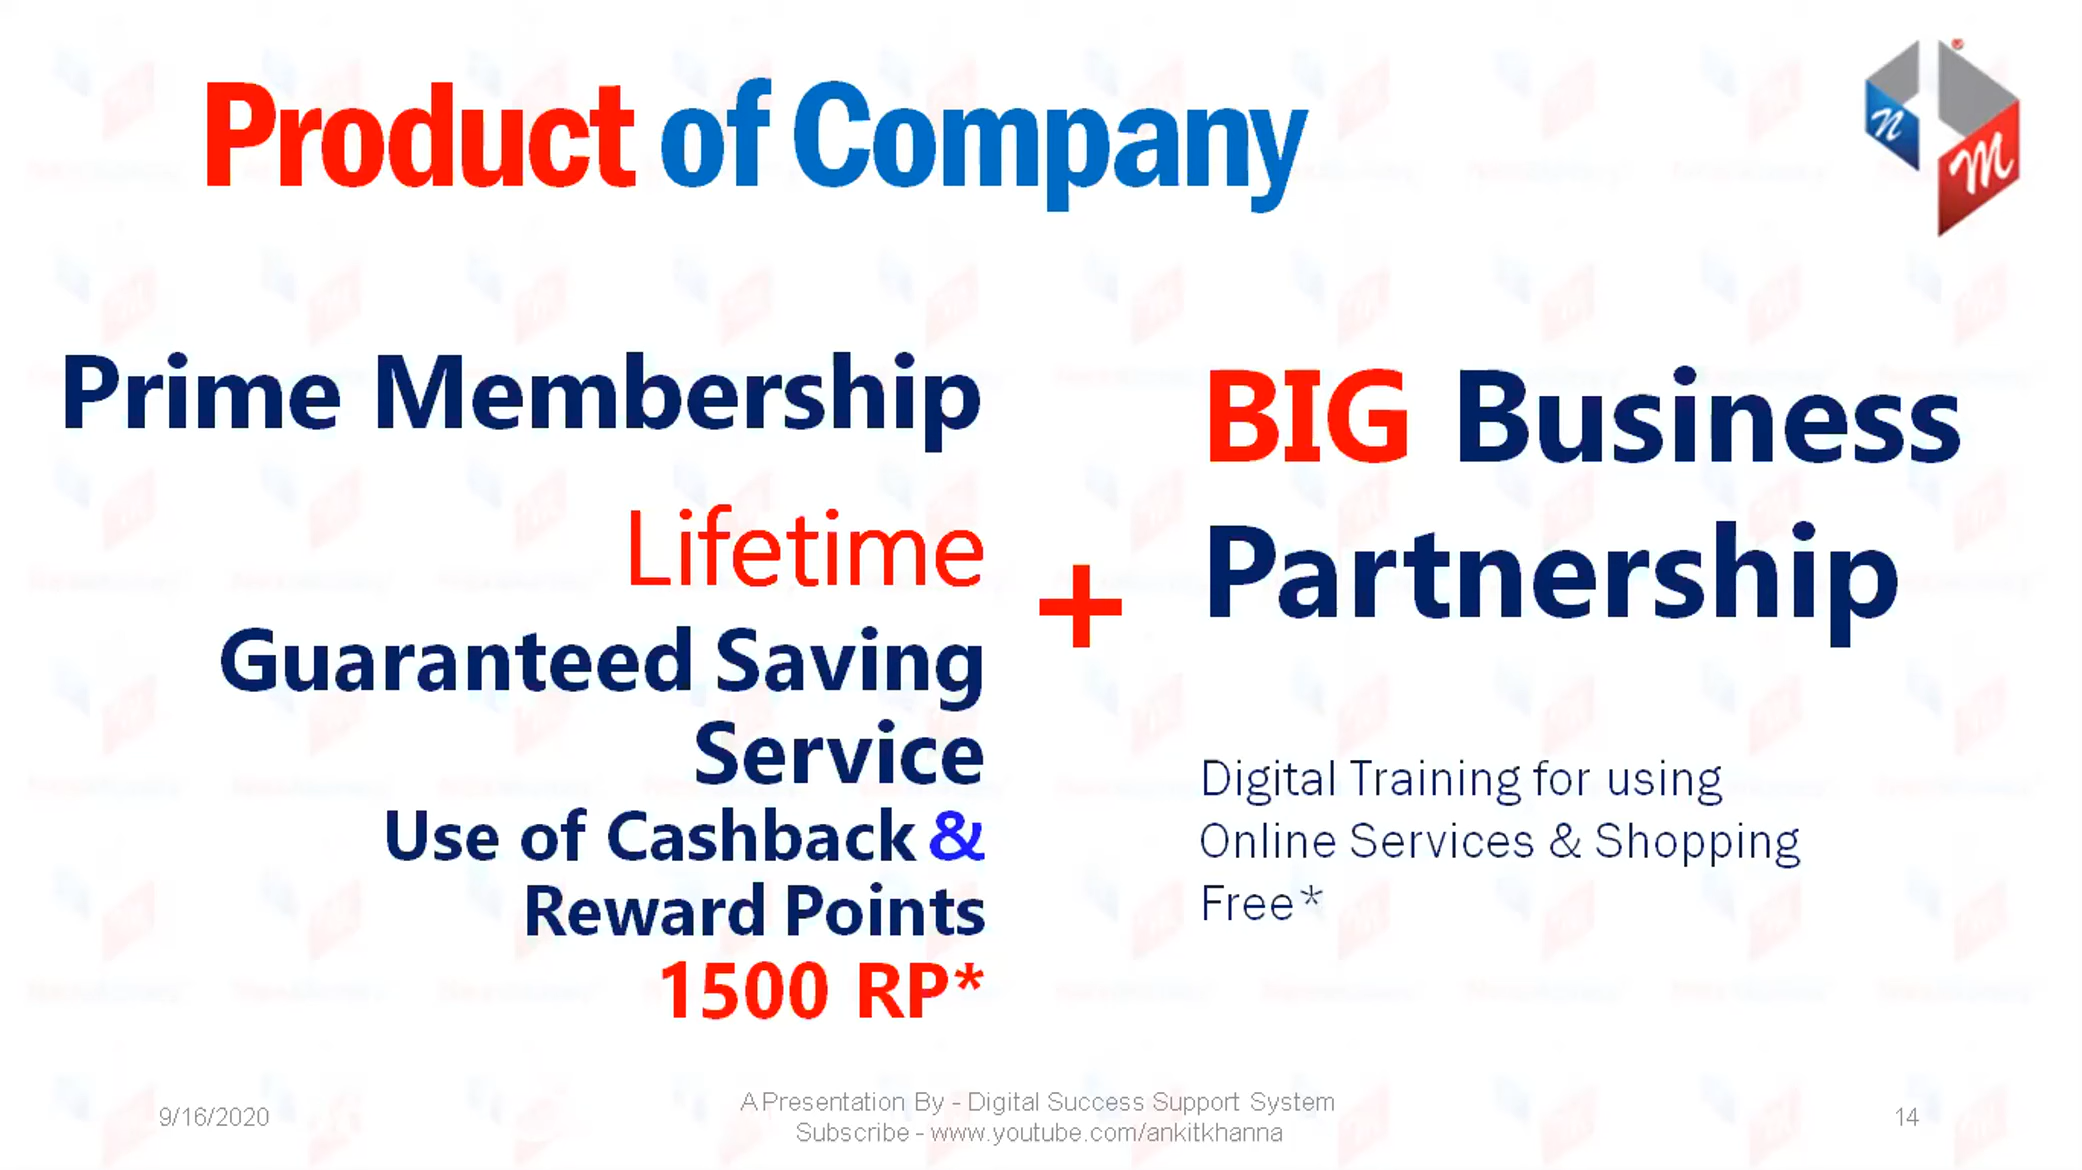 Product of Company
Prime Membership
Lifetime
Guaranteed Saving
Service
Use of Cashback &
Reward Points
1500 RP*
+
BIG Business
Partnership
Digital Training for using
Online Services & Shopping
Free*
n
M
®
9/16/2020
A Presentation By - Digital Success Support System
Subscribe - www.youtube.com/ankitkhanna
14